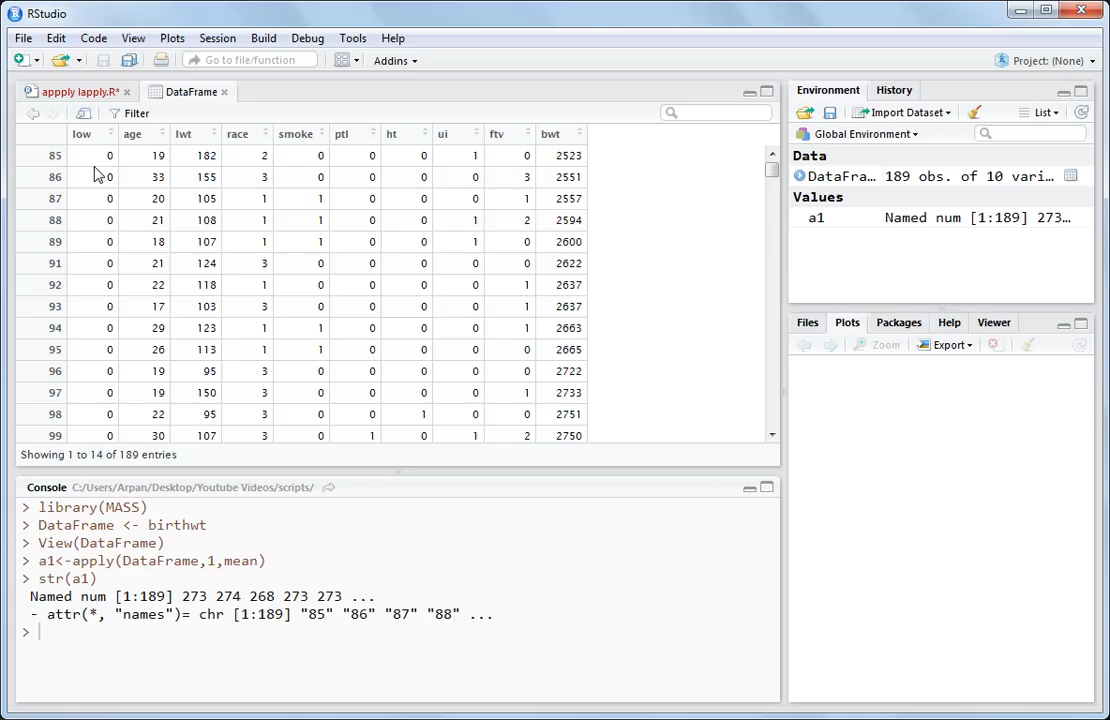 RStudio
File Edit Code View Plots Session Build Debug Tools Help
Go to file/function Addins Project: (None)
appply lapply.R* DataFrame
Filter
low age lwt race smoke ptl ht ui ftv bwt
85 0 19 182 2 0 0 0 1 0 2523
86 0 33 155 3 0 0 0 0 3 2551
87 0 20 105 1 1 0 0 0 1 2557
88 0 21 108 1 1 0 0 1 2 2594
89 0 18 107 1 1 0 0 1 0 2600
91 0 21 124 3 0 0 0 0 0 2622
92 0 22 118 1 0 0 0 0 1 2637
93 0 17 103 3 0 0 0 0 1 2637
94 0 29 123 1 1 0 0 0 1 2663
95 0 26 113 1 1 0 0 0 0 2665
96 0 19 95 3 0 0 0 0 0 2722
97 0 19 150 3 0 0 0 0 1 2733
98 0 22 95 3 0 0 1 0 0 2751
99 0 30 107 3 0 1 0 1 2 2750
Showing 1 to 14 of 189 entries
Console C:/Users/Arpan/Desktop/Youtube Videos/scripts/
> library(MASS)
> DataFrame <- birthwt
> View(DataFrame)
> a1<-apply(DataFrame,1,mean)
> str(a1)
Named num [1:189] 273 274 268 273 273 ...
- attr(*, "names")= chr [1:189] "85" "86" "87" "88" ...
>
Environment History
Import Dataset List
Global Environment
Data
DataFra... 189 obs. of 10 vari...
Values
a1 Named num [1:189] 273...
Files Plots Packages Help Viewer
Zoom Export